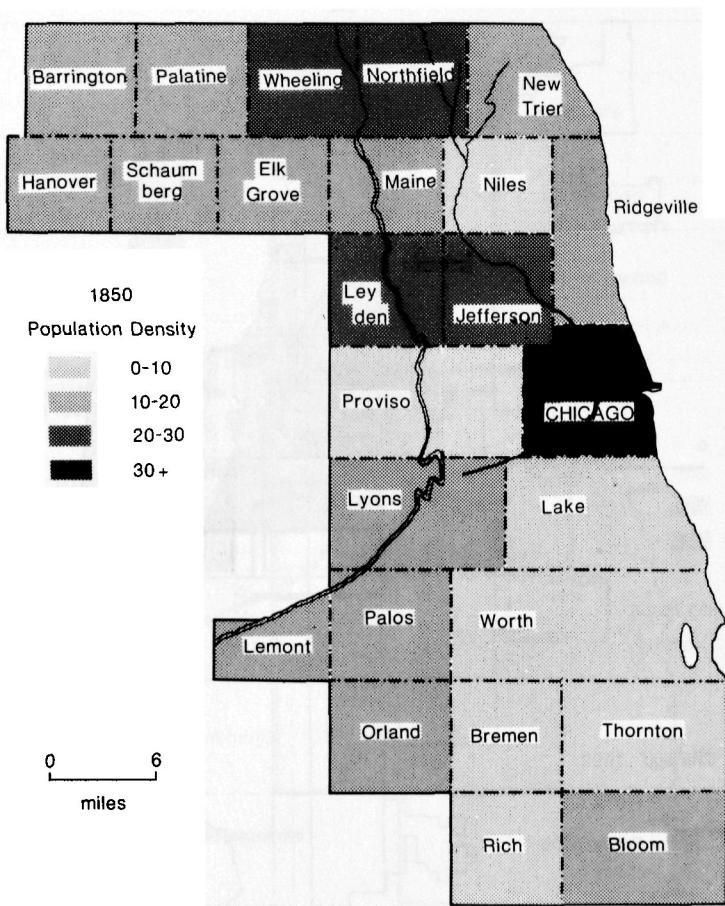 Barrington
Palatine
Wheeling
Northfield
New
Trier
Hanover
Schaum
berg
Elk
Grove
Maine
Niles
Ridgeville
1850
Population Density
0-10
10-20
20-30
30+
Ley
den
Jefferson
Proviso
CHICAGO
Lyons
Lake
Lemont
Palos
Worth
Orland
Bremen
Thornton
0 6
miles
Rich
Bloom